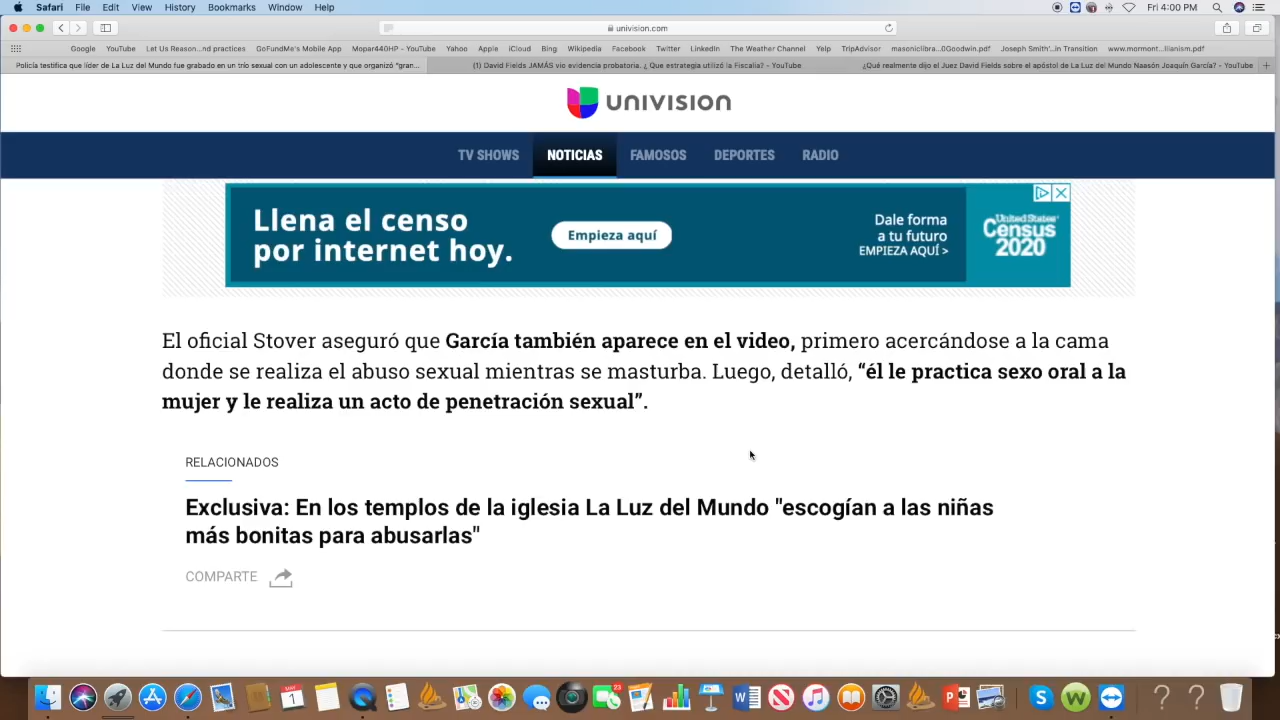 Safari File Edit View History Bookmarks Window Help
Fri 4:00 PM
univision.com
Google YouTube Let Us Reason...nd practices GoFundMe's Mobile App Mopar440HP - YouTube Yahoo Apple iCloud Bing Wikipedia Facebook Twitter LinkedIn The Weather Channel Yelp TripAdvisor masoniclibra...0Goodwin.pdf Joseph Smith'...in Transition www.mormont...illianism.pdf
Policía testifica que líder de La Luz del Mundo fue grabado en un trío sexual con un adolescente y que organizó "gran...
(1) David Fields JAMÁS vio evidencia probatoria. ¿ Que estrategia utilizó la Fiscalía? - YouTube
¿Qué realmente dijo el Juez David Fields sobre el apóstol de La Luz del Mundo Naasón Joaquín García? - YouTube
UNIVISION
TV SHOWS NOTICIAS FAMOSOS DEPORTES RADIO
Llena el censo
por internet hoy.
Empieza aquí
Dale forma
a tu futuro
EMPIEZA AQUÍ >
United States®
Census
2020
El oficial Stover aseguró que García también aparece en el video, primero acercándose a la cama
donde se realiza el abuso sexual mientras se masturba. Luego, detalló, “él le practica sexo oral a la
mujer y le realiza un acto de penetración sexual”.
RELACIONADOS
Exclusiva: En los templos de la iglesia La Luz del Mundo "escogían a las niñas
más bonitas para abusarlas"
COMPARTE
1
23